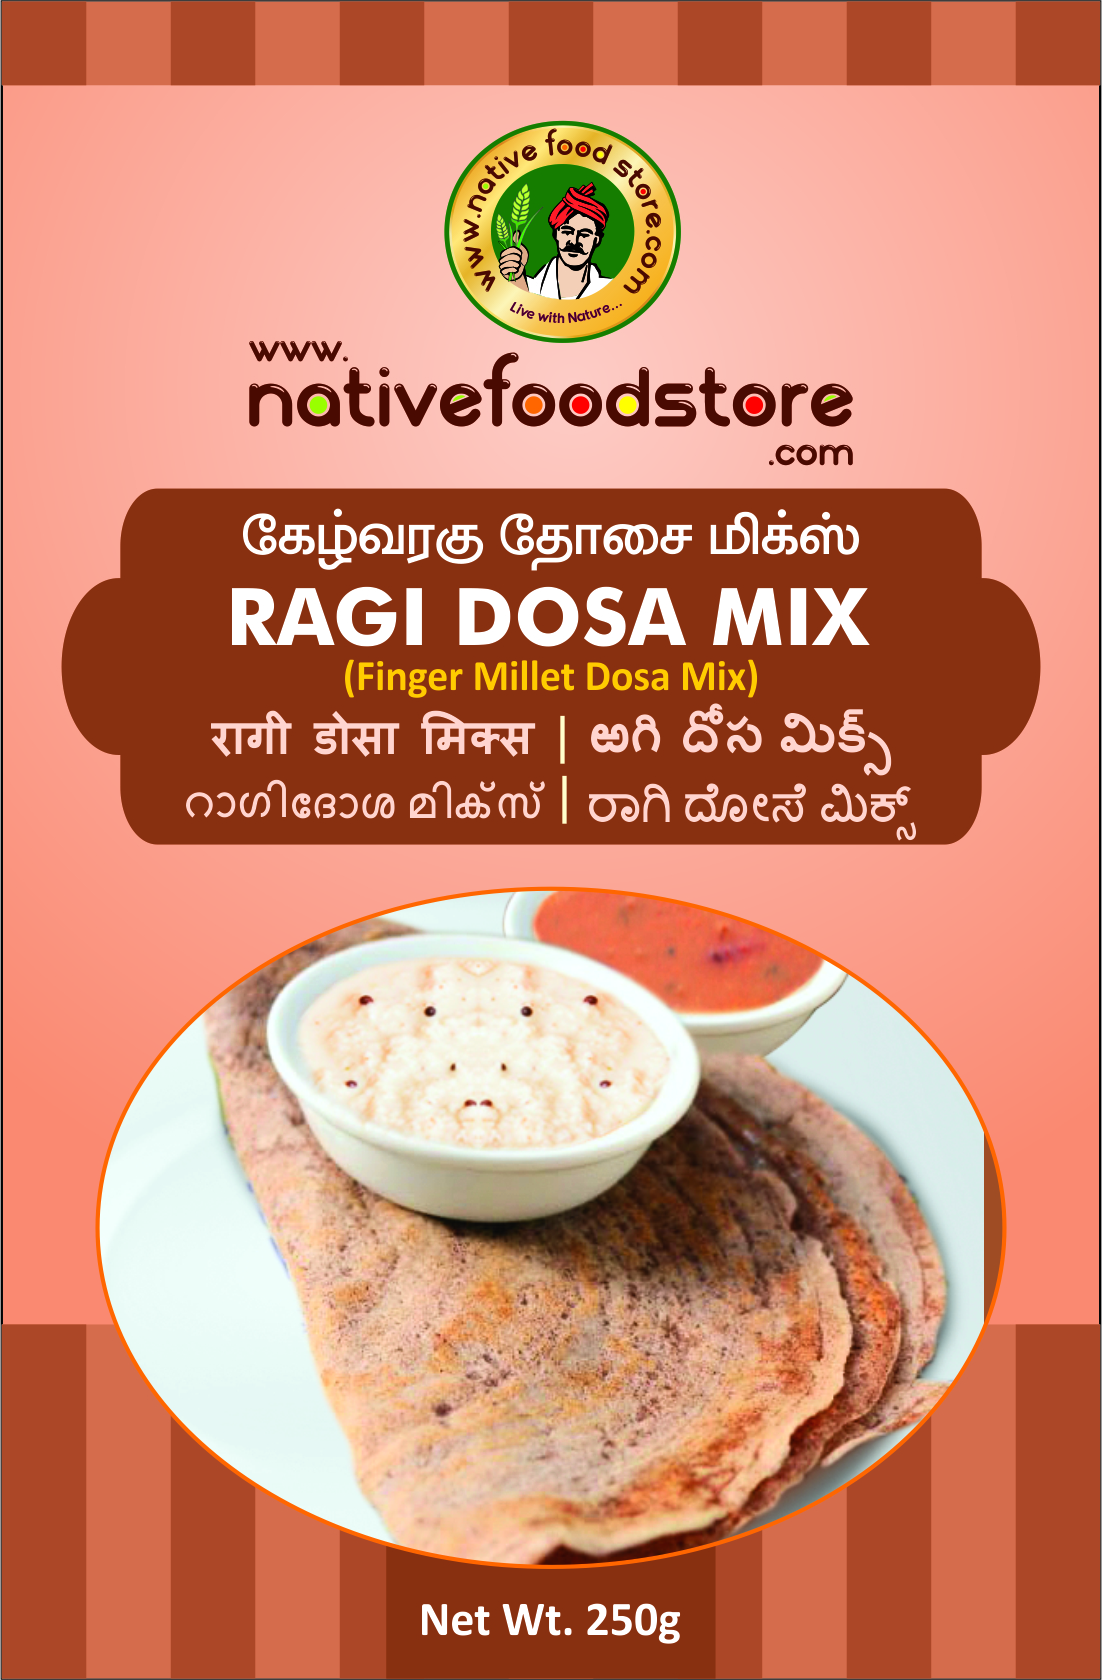 www.native food store.com
Live with Nature...
www.
nativefoodstore
.com
கேழ்வரகு தோசை மிக்ஸ்
RAGI DOSA MIX
(Finger Millet Dosa Mix)
रागी डोसा मिक्स | ఱగి దోస మిక్స్
റാഗിദോശ മിക്സ് | ರಾಗಿ ದೋಸೆ ಮಿಕ್ಸ್
Net Wt. 250g